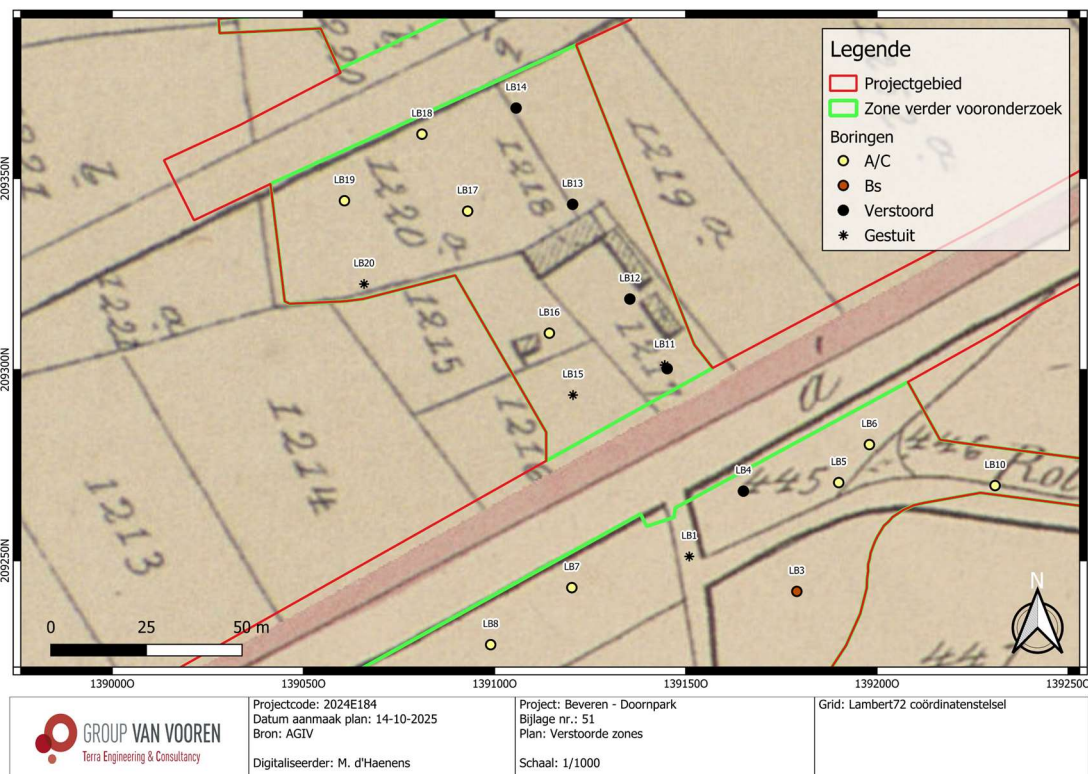 Legende
Projectgebied
Zone verder vooronderzoek
Boringen
A/C
Bs
Verstoord
Gestuit
LB14
LB18
LB19
LB17
LB13
LB20
LB12
LB16
LB11
LB15
LB6
LB5
LB10
LB4
LB1
LB7
LB3
LB8
1220
a
1218
1219
a
a
1215
1217
1216
1214
1213
a
445
446
b
N
0 25 50 m
209350N
209300N
209250N
1390000 1390500 1391000 1391500 1392000 1392500
GROUP VAN VOOREN
Terra Engineering & Consultancy
Projectcode: 2024E184
Datum aanmaak plan: 14-10-2025
Bron: AGIV
Digitaliseerder: M. d'Haenens
Project: Beveren - Doornpark
Bijlage nr.: 51
Plan: Verstoorde zones
Schaal: 1/1000
Grid: Lambert72 coördinatenstelsel